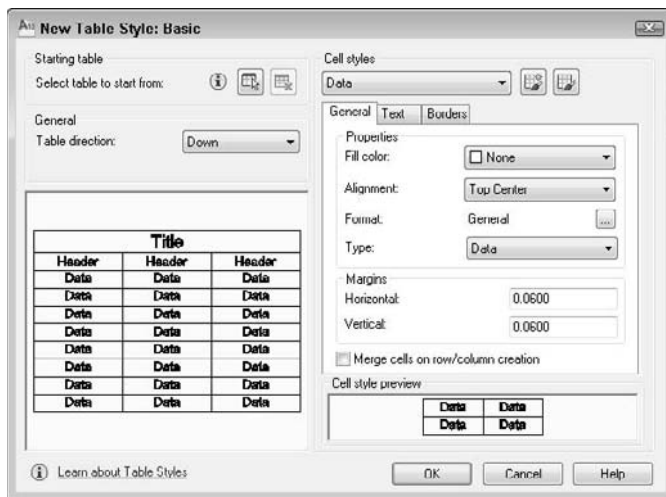 New Table Style: Basic
Starting table
Select table to start from:
General
Table direction:
Down
Title
Header Header Header
Data Data Data
Data Data Data
Data Data Data
Data Data Data
Data Data Data
Data Data Data
Data Data Data
Data Data Data
Learn about Table Styles
Cell styles
Data
General Text Borders
Properties
Fill color:
None
Alignment:
Top Center
Format:
General
...
Type:
Data
Margins
Horizontal:
0.0600
Vertical:
0.0600
Merge cells on row/column creation
Cell style preview
Data Data
Data Data
OK Cancel Help